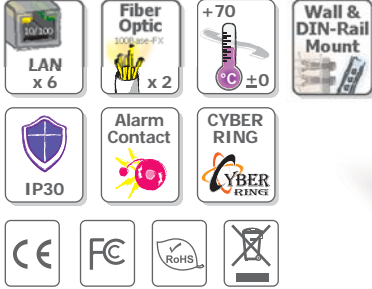 10/100
LAN
x 6
Fiber
Optic
100Base-FX
x 2
+70
°C
±0
Wall &
DIN-Rail
Mount
IP30
Alarm
Contact
CYBER
RING
CYBER
RING
CE
FC
RoHS